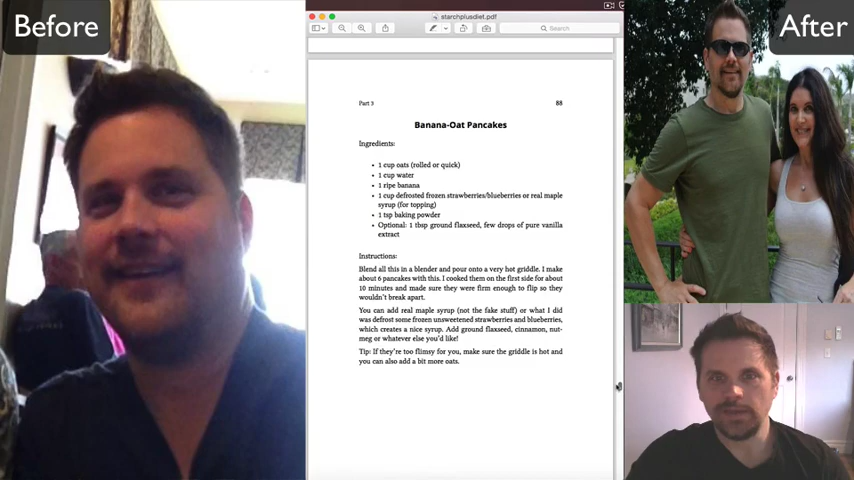 Before
starchplusdiet.pdf
Search
After
Part 3
88
Banana-Oat Pancakes
Ingredients:
• 1 cup oats (rolled or quick)
• 1 cup water
• 1 ripe banana
• 1 cup defrosted frozen strawberries/blueberries or real maple
syrup (for topping)
• 1 tsp baking powder
• Optional: 1 tbsp ground flaxseed, few drops of pure vanilla
extract
Instructions:
Blend all this in a blender and pour onto a very hot griddle. I make
about 6 pancakes with this. I cooked them on the first side for about
10 minutes and made sure they were firm enough to flip so they
wouldn't break apart.
You can add real maple syrup (not the fake stuff) or what I did
was defrost some frozen unsweetened strawberries and blueberries,
which creates a nice syrup. Add ground flaxseed, cinnamon, nut-
meg or whatever else you'd like!
Tip: If they're too flimsy for you, make sure the griddle is hot and
you can also add a bit more oats.